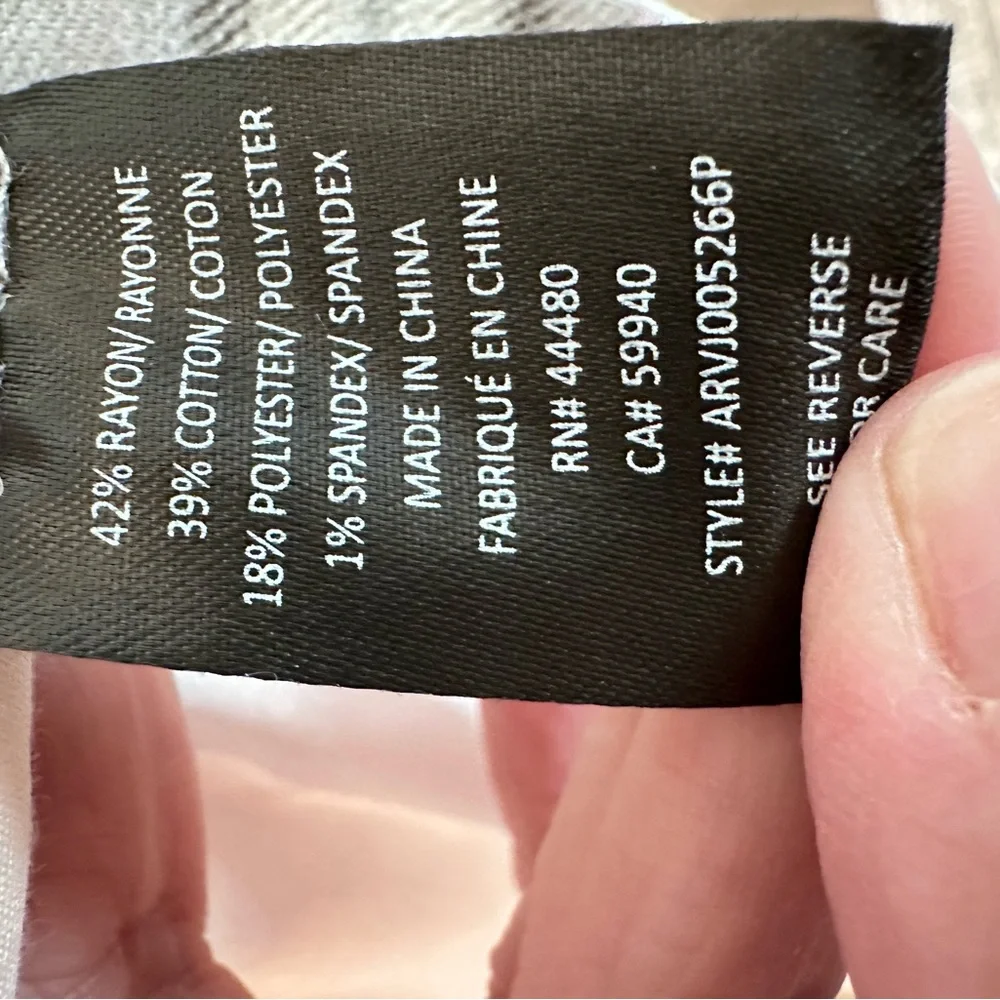 42% RAYON/ RAYONNE
39% COTTON/ COTON
18% POLYESTER/ POLYESTER
1% SPANDEX/ SPANDEX
MADE IN CHINA
FABRIQUÉ EN CHINE
RN# 44480
CA# 59940
STYLE# ARVJ005266P
SEE REVERSE
CARE